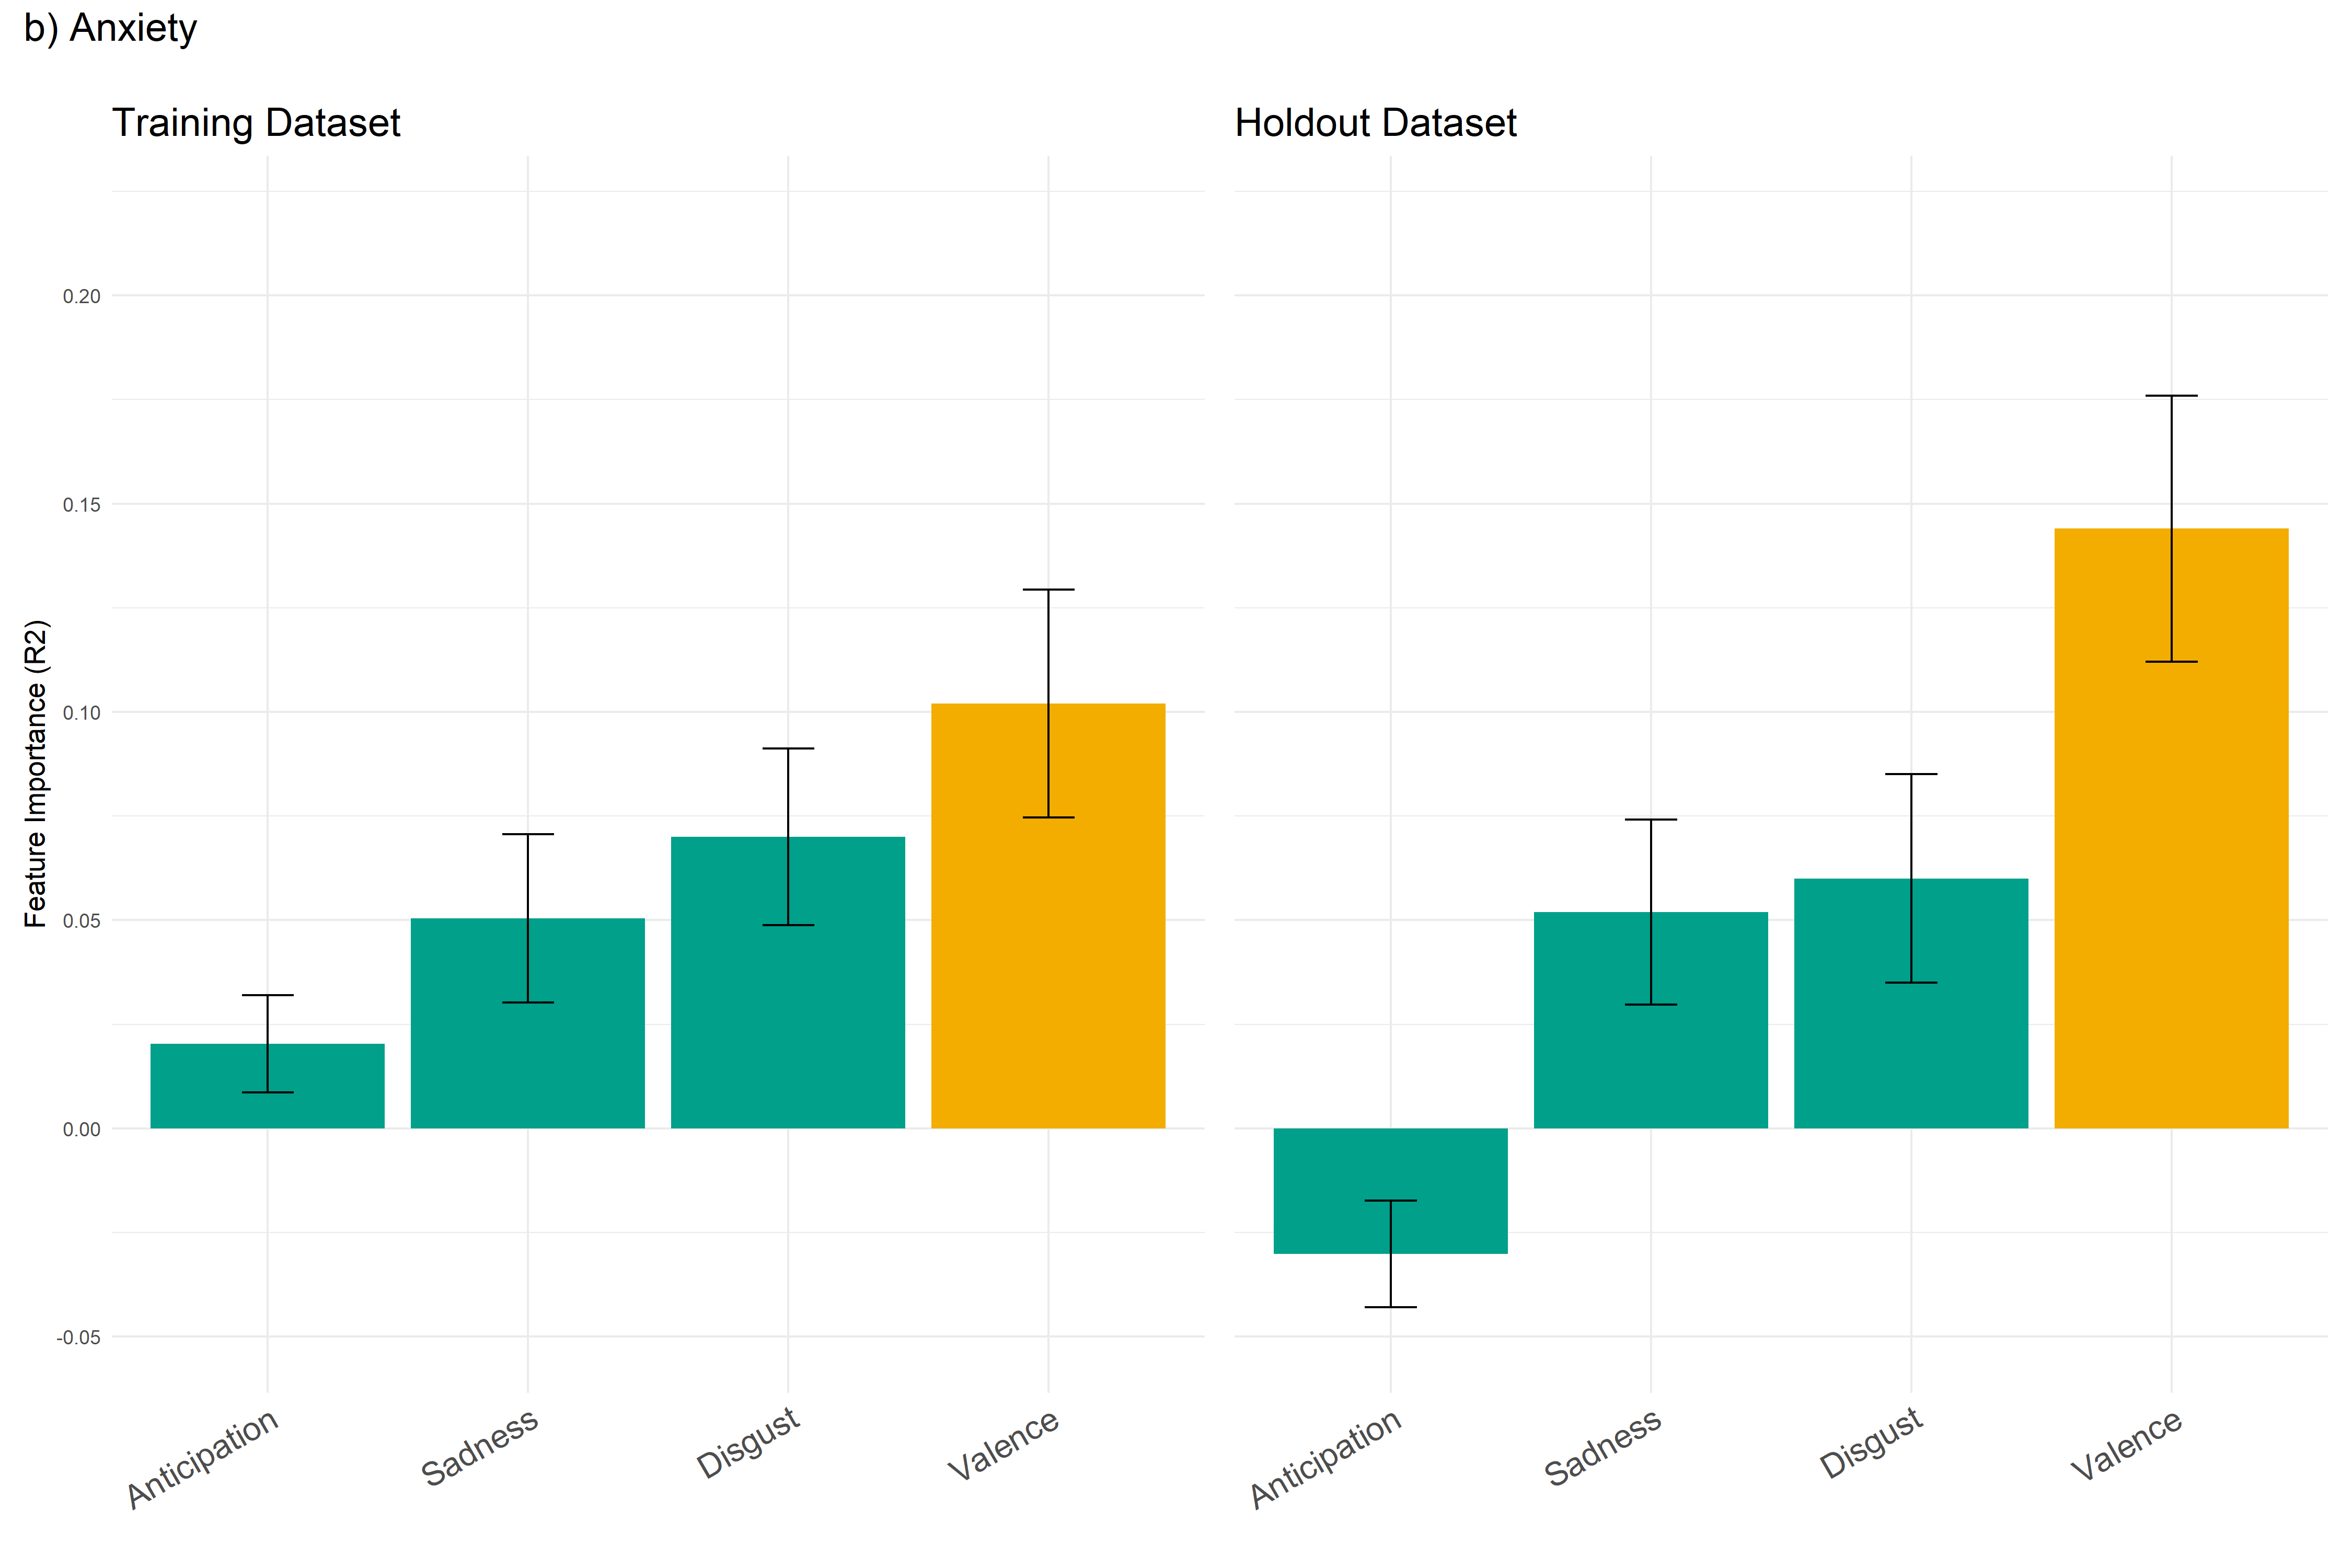 b) Anxiety
Training Dataset
Holdout Dataset
Feature Importance (R2)
0.20
0.15
0.10
0.05
0.00
-0.05
Anticipation
Sadness
Disgust
Valence
Anticipation
Sadness
Disgust
Valence